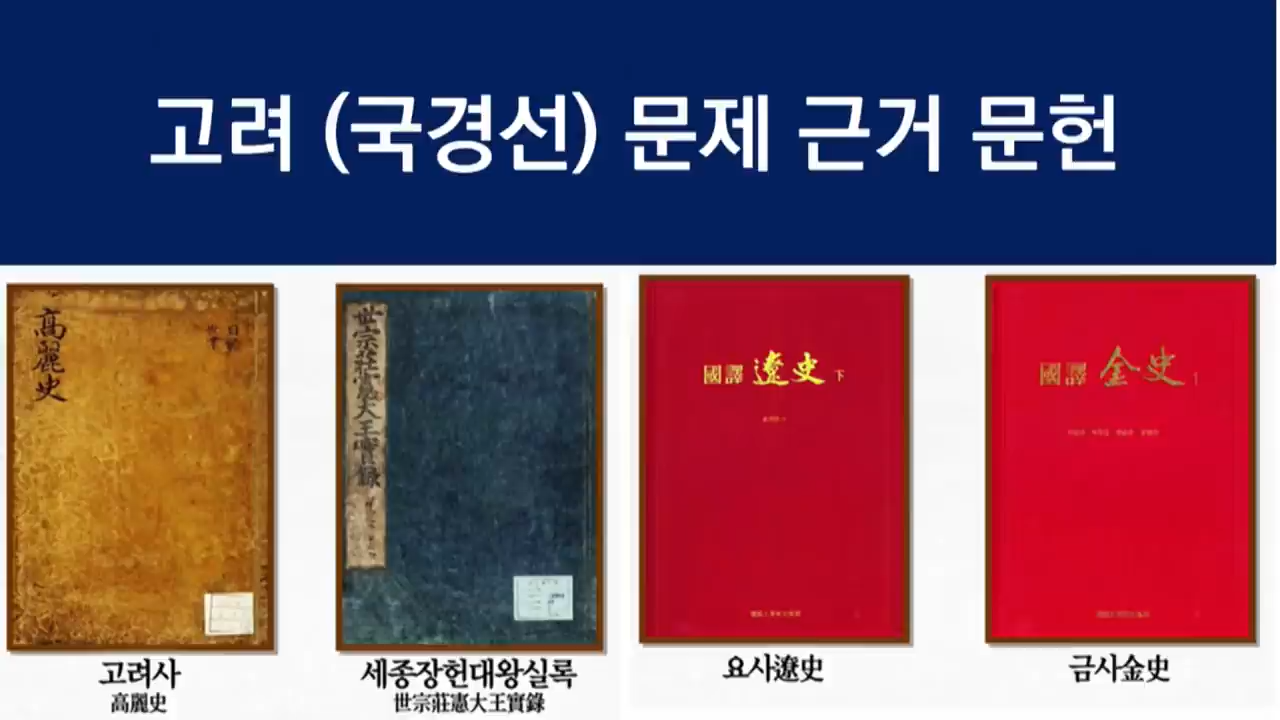 고려 (국경선) 문제 근거 문헌
高麗史
世宗莊憲大王實錄
國譯 遼史 下
國譯 金史 1
고려사
高麗史
세종장헌대왕실록
世宗莊憲大王實錄
요사遼史
금사金史